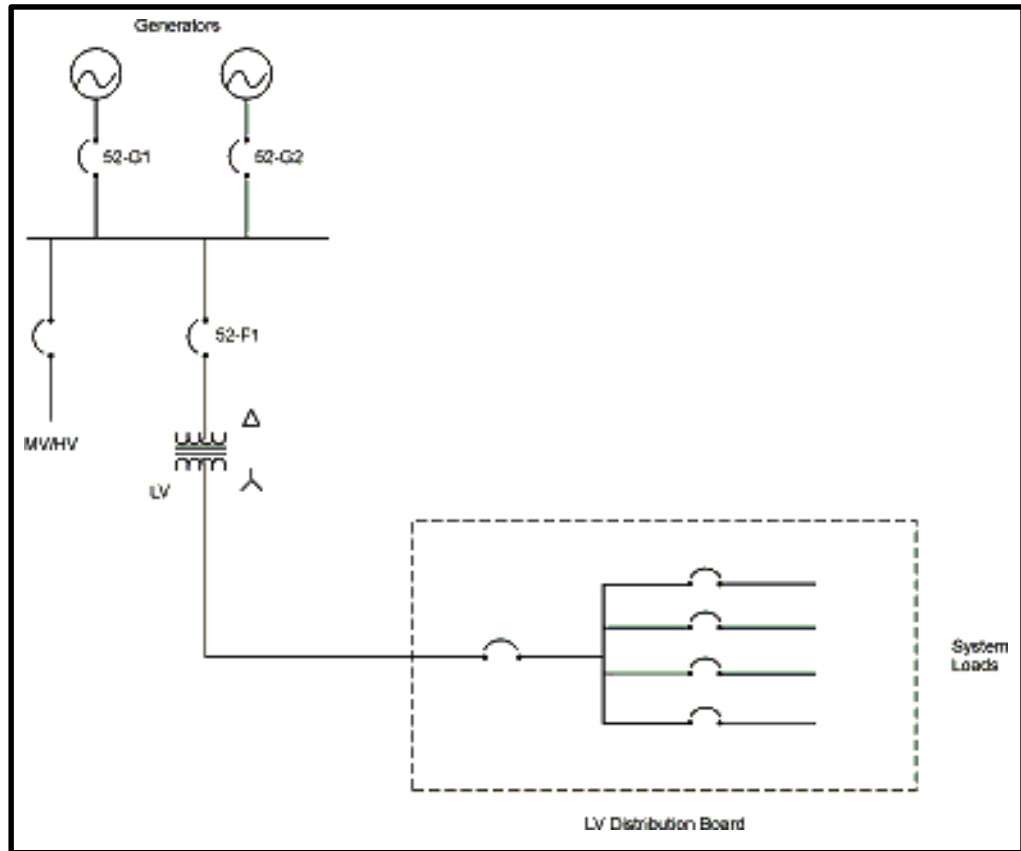 Generators
52-G1
52-G2
52-F1
MV/HV
LV
System
Loads
LV Distribution Board